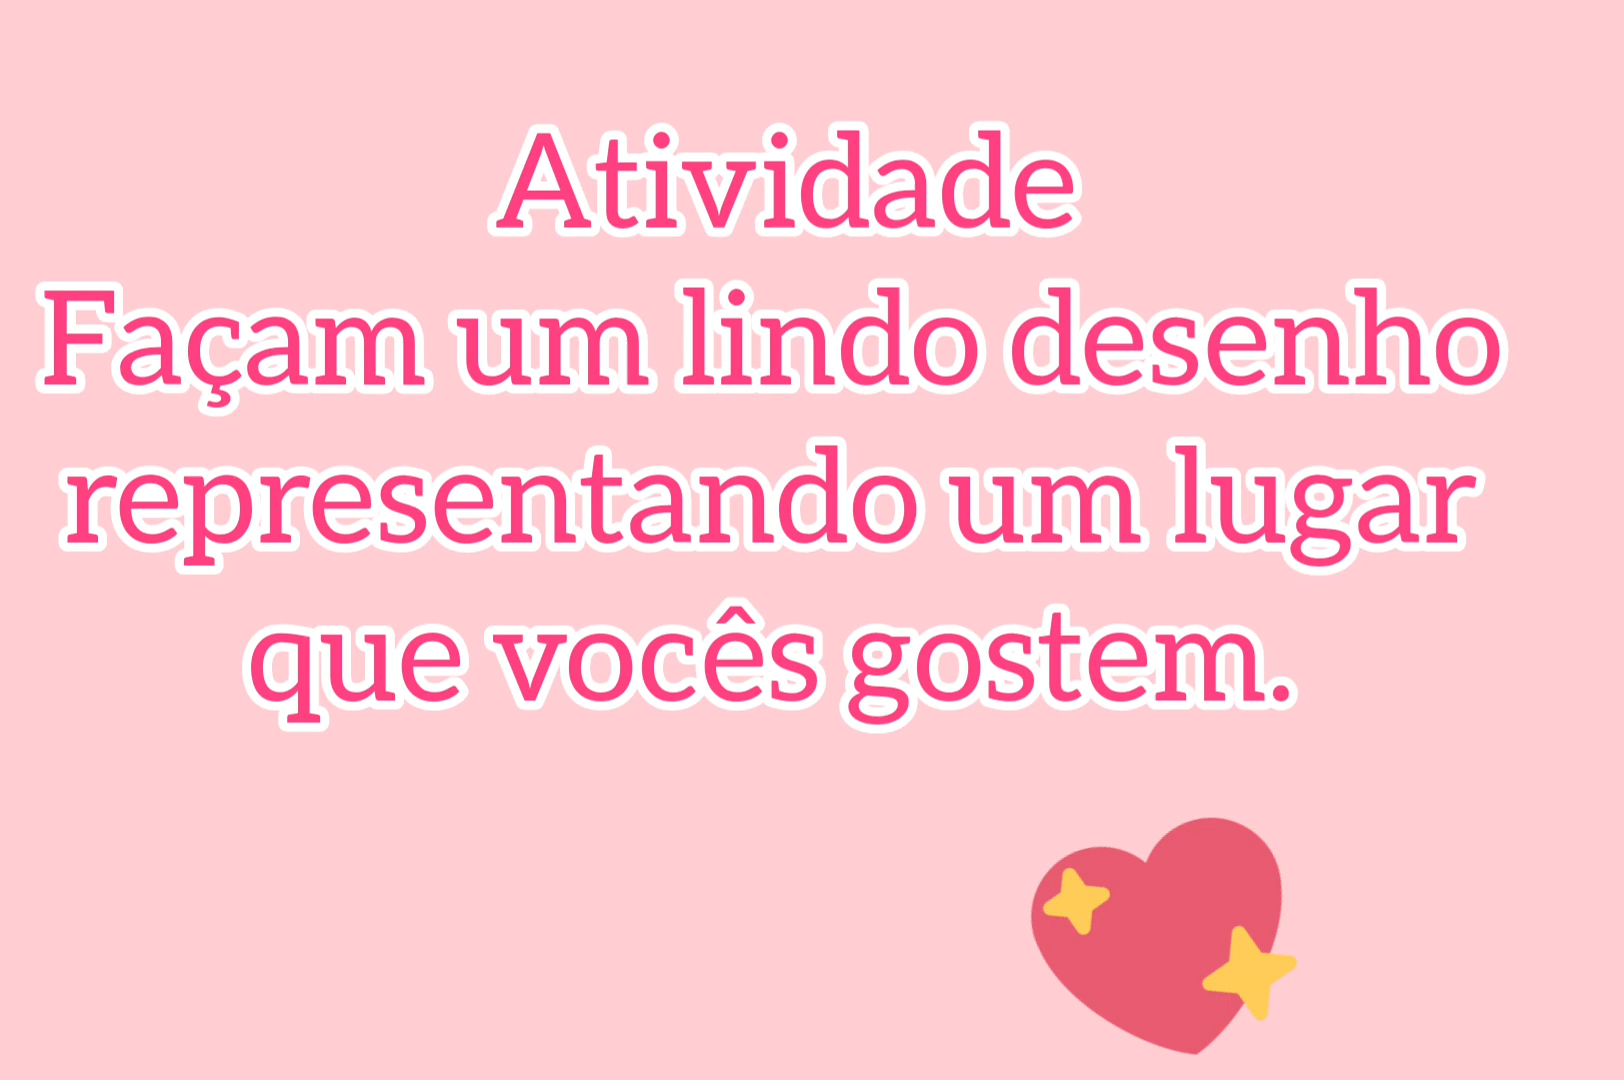 Atividade
Façam um lindo desenho
representando um lugar
que vocês gostem.